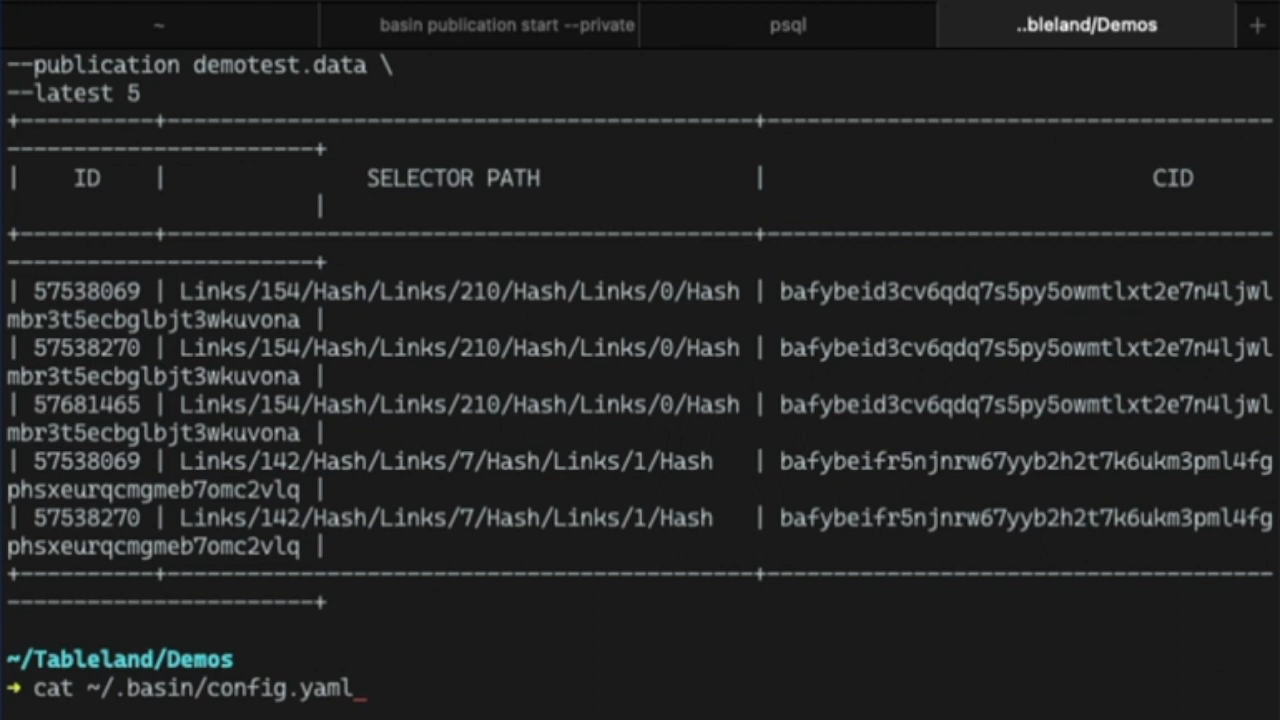 ~ basin publication start --private psql ..bleland/Demos +
--publication demotest.data \
--latest 5
+----------+--------------------------------------------+--------------------------------------
-----------------------+
| ID | SELECTOR PATH | CID
|
+----------+--------------------------------------------+--------------------------------------
-----------------------+
| 57538069 | Links/154/Hash/Links/210/Hash/Links/0/Hash | bafybeid3cv6qdq7s5py5owmtlxt2e7n4ljwl
mbr3t5ecbglbjt3wkuvona |
| 57538270 | Links/154/Hash/Links/210/Hash/Links/0/Hash | bafybeid3cv6qdq7s5py5owmtlxt2e7n4ljwl
mbr3t5ecbglbjt3wkuvona |
| 57681465 | Links/154/Hash/Links/210/Hash/Links/0/Hash | bafybeid3cv6qdq7s5py5owmtlxt2e7n4ljwl
mbr3t5ecbglbjt3wkuvona |
| 57538069 | Links/142/Hash/Links/7/Hash/Links/1/Hash | bafybeifr5njnrw67yyb2h2t7k6ukm3pml4fg
phsxeurqcmgmeb7omc2vlq |
| 57538270 | Links/142/Hash/Links/7/Hash/Links/1/Hash | bafybeifr5njnrw67yyb2h2t7k6ukm3pml4fg
phsxeurqcmgmeb7omc2vlq |
+----------+--------------------------------------------+--------------------------------------
-----------------------+
~/Tableland/Demos
➜ cat ~/.basin/config.yaml_